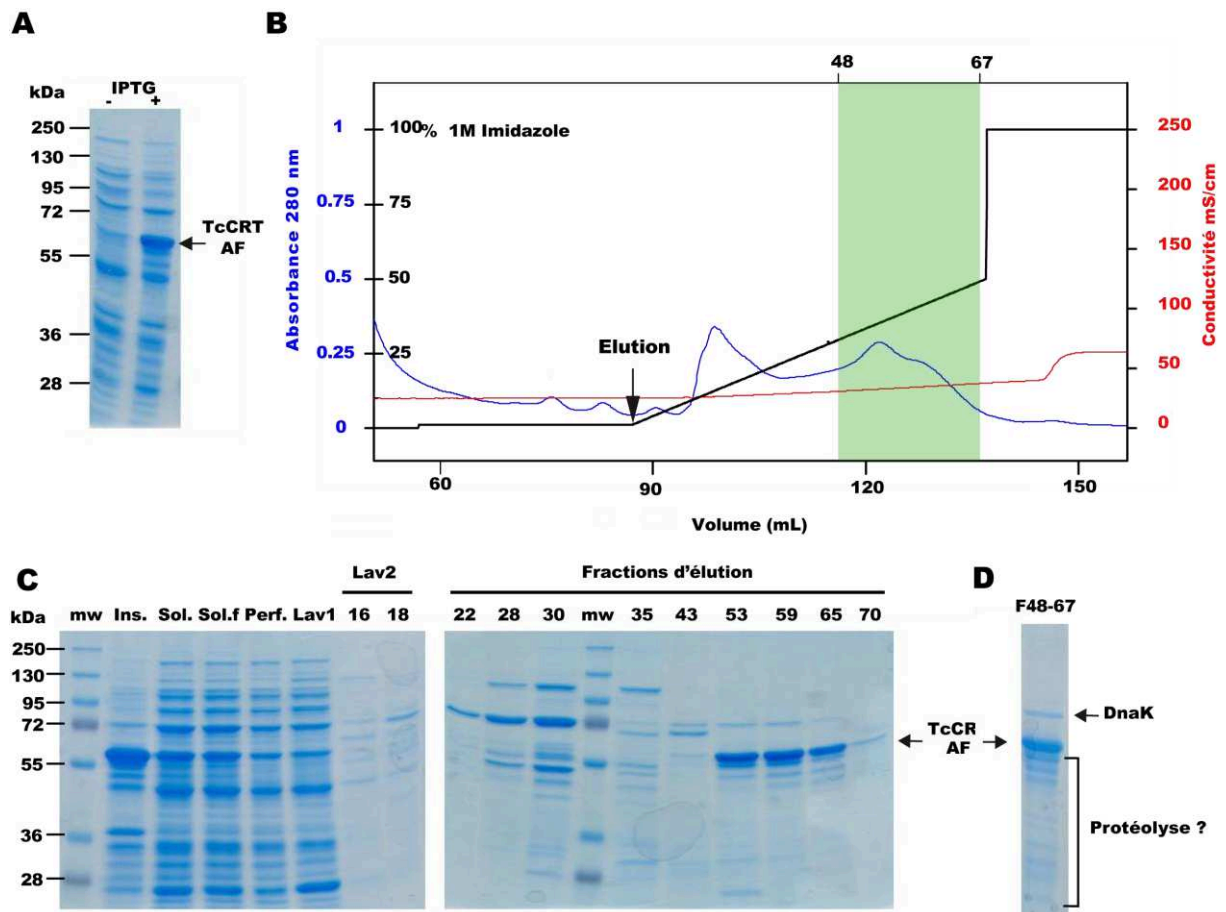 A
IPTG
kDa - +
250
130
95
72
55
36
28
TcCRT
AF
B
48 67
1
0.75
0.5
0.25
0
Absorbance 280 nm
100% 1M Imidazole
75
50
25
Elution
250
200
150
100
50
0
Conductivité mS/cm
60 90 120 150
Volume (mL)
C
Lav2
Fractions d'élution
kDa mw Ins. Sol. Sol.f Perf. Lav1 16 18 22 28 30 mw 35 43 53 59 65 70
250
130
95
72
55
36
28
TcCR
AF
D
F48-67
DnaK
Protéolyse ?